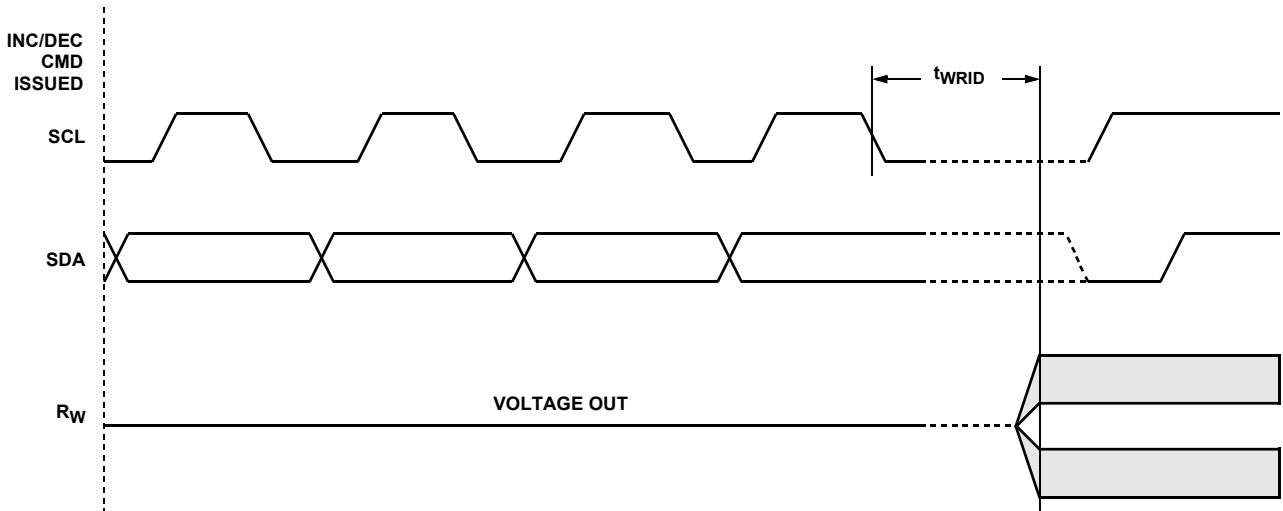 INC/DEC
CMD
ISSUED
tWRID
SCL
SDA
VOLTAGE OUT
RW